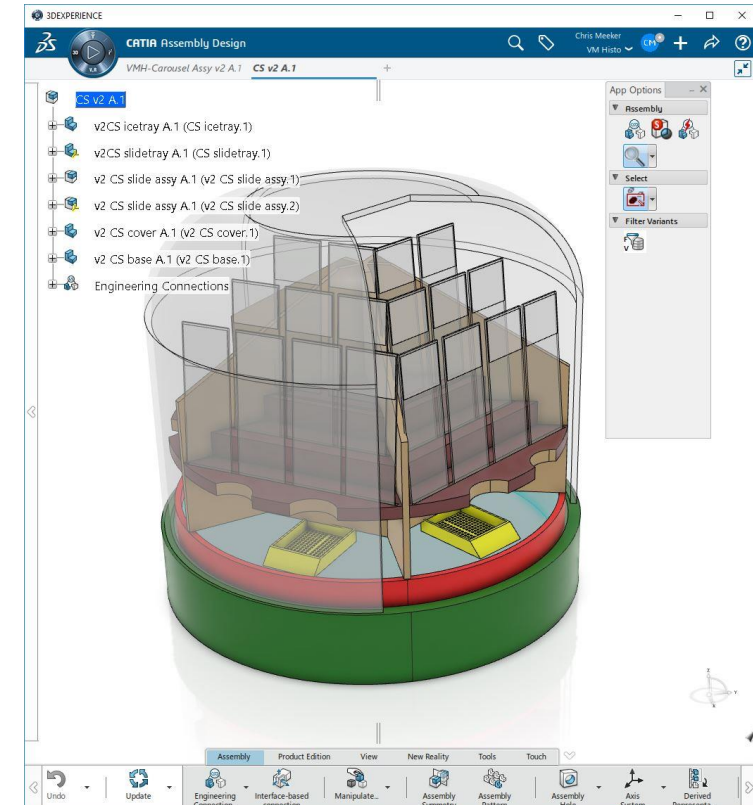 3DEXPERIENCE
CATIA Assembly Design
Chris Meeker
VM Histo
CM
VMH-Carousel Assy v2 A.1 CS v2 A.1
CS v2 A.1
v2CS icetray A.1 (CS icetray.1)
v2CS slidetray A.1 (CS slidetray.1)
v2 CS slide assy A.1 (v2 CS slide assy.1)
v2 CS slide assy A.1 (v2 CS slide assy.2)
v2 CS cover A.1 (v2 CS cover.1)
v2 CS base A.1 (v2 CS base.1)
Engineering Connections
App Options
Assembly
Select
Filter Variants
Assembly Product Edition View New Reality Tools Touch
Undo
Update
Engineering
Interface-based
Manipulate...
Assembly
Assembly
Assembly
Axis
Derived